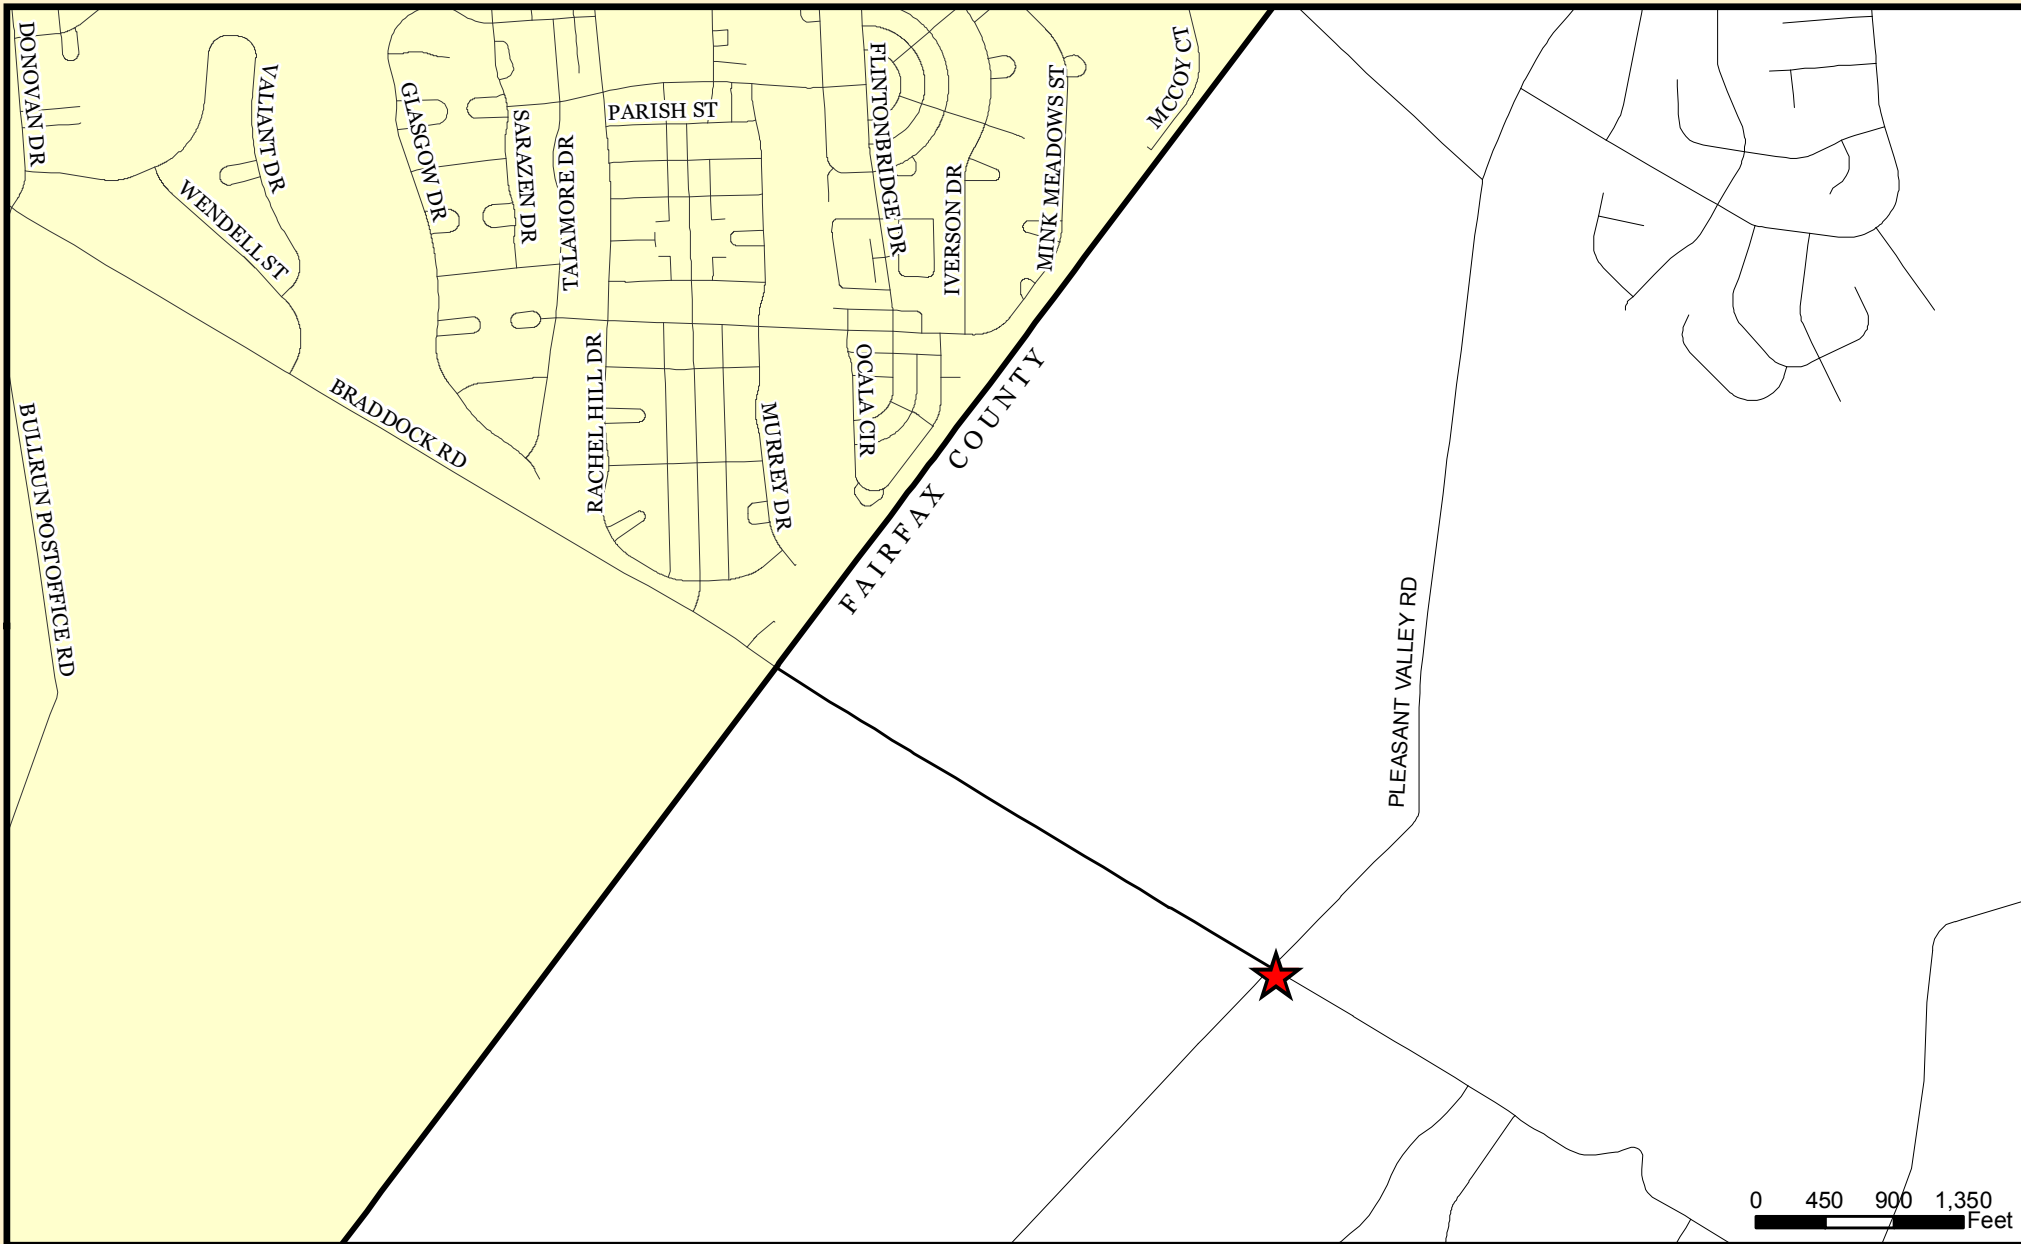 DONOVAN DR
VALIANT DR
WENDELL ST
GLASGOW DR
SARAZEN DR
TALAMORE DR
PARISH ST
FLINTONBRIDGE DR
IVERSON DR
MINK MEADOWS ST
MCCOY CT
BULLRUN POSTOFFICE RD
BRADDOCK RD
RACHEL HILL DR
MURREY DR
OCALA CIR
FAIRFAX COUNTY
PLEASANT VALLEY RD
0 450 900 1,350
Feet